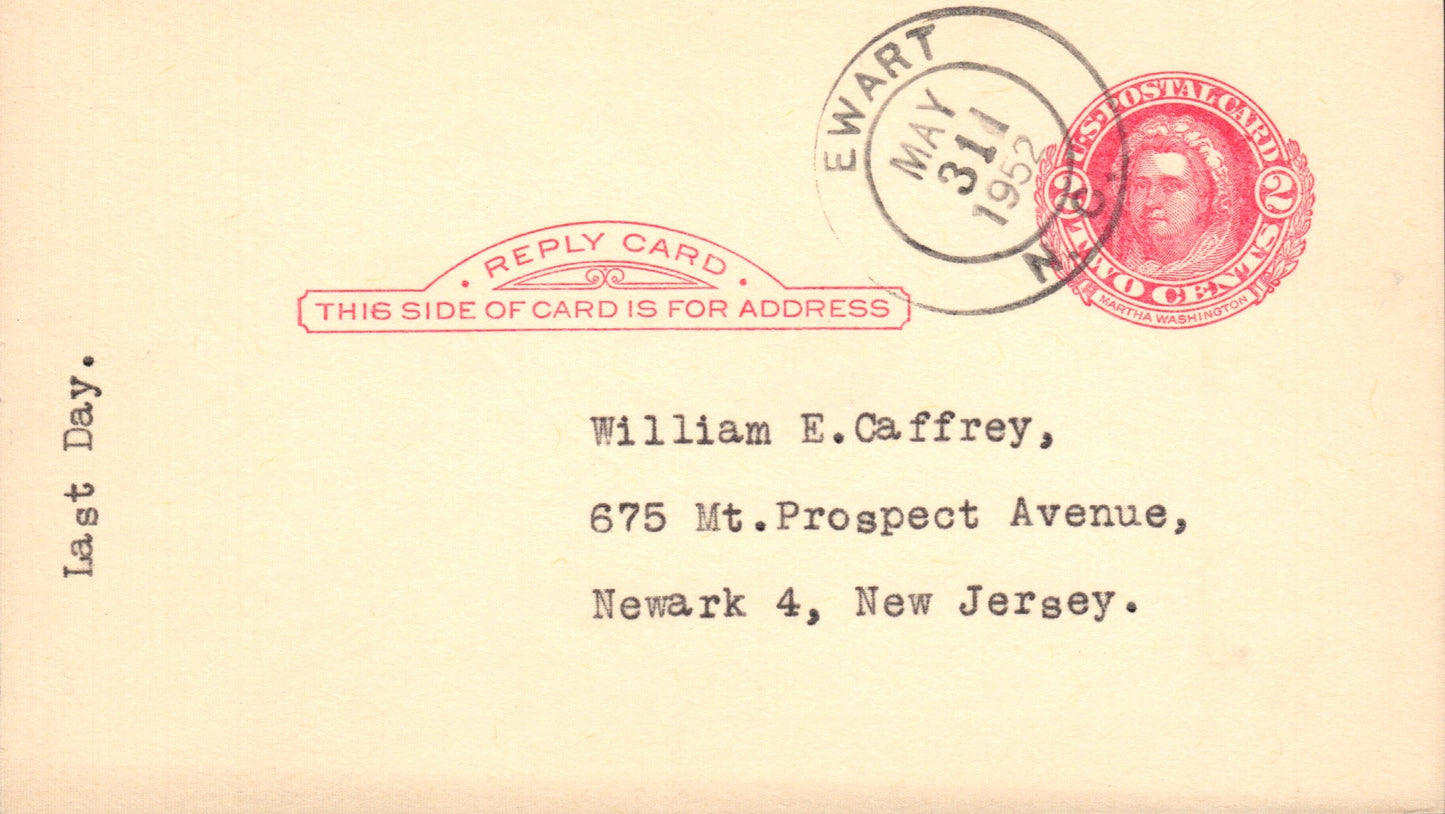 EWART
N. C.
MAY
31
1952
U.S. POSTAL CARD
2 2
TWO CENTS
MARTHA WASHINGTON
· REPLY CARD ·
THIS SIDE OF CARD IS FOR ADDRESS
Last Day.
William E.Caffrey,
675 Mt.Prospect Avenue,
Newark 4, New Jersey.